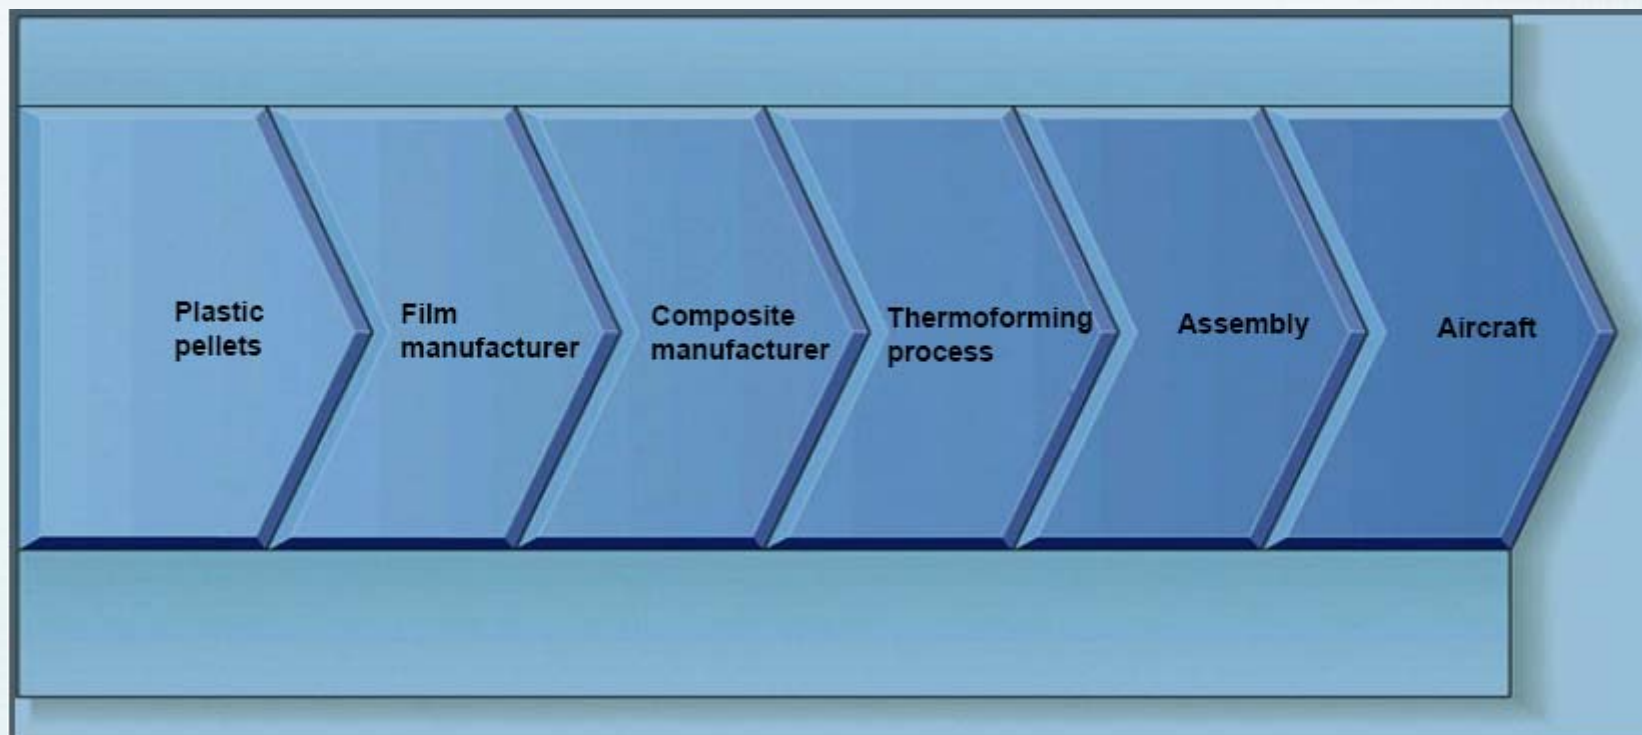 Plastic
pellets
Film
manufacturer
Composite
manufacturer
Thermoforming
process
Assembly
Aircraft